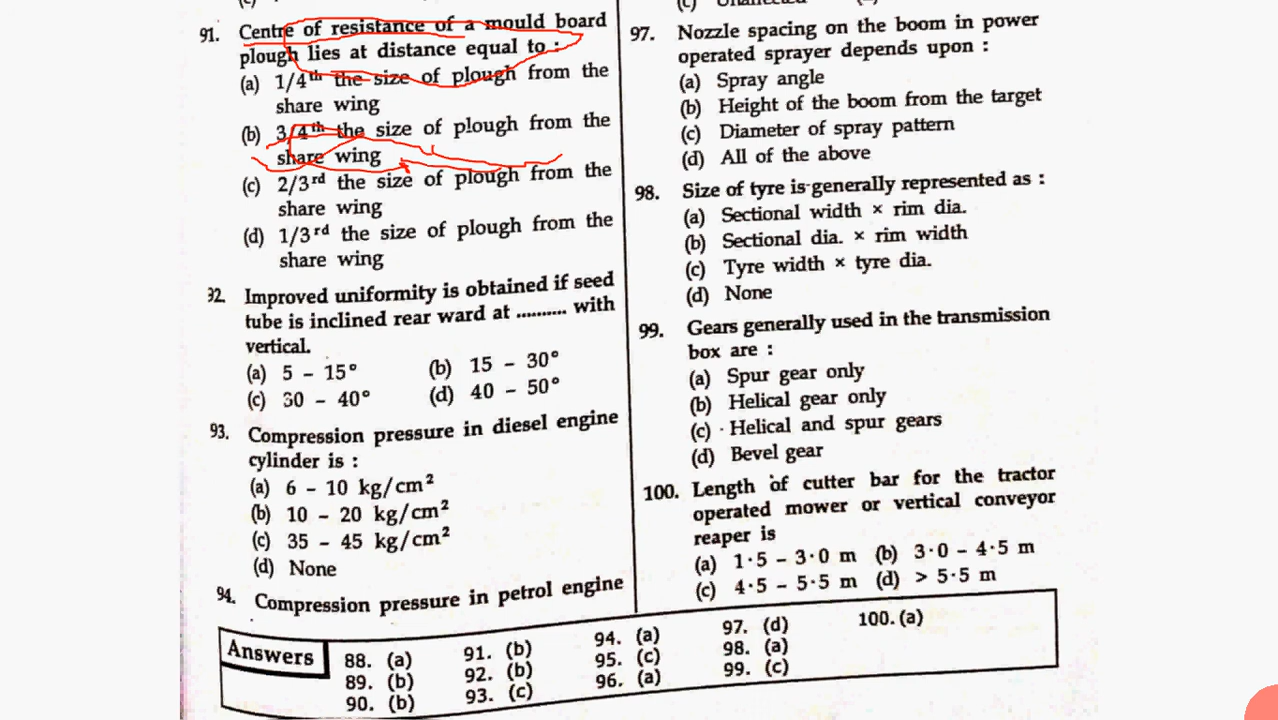 91. Centre of resistance of a mould board
plough lies at distance equal to :
(a) 1/4th the size of plough from the
share wing
(b) 3/4th the size of plough from the
share wing
(c) 2/3rd the size of plough from the
share wing
(d) 1/3rd the size of plough from the
share wing
92. Improved uniformity is obtained if seed
tube is inclined rear ward at .......... with
vertical.
(a) 5 - 15° (b) 15 - 30°
(c) 30 - 40° (d) 40 - 50°
93. Compression pressure in diesel engine
cylinder is :
(a) 6 - 10 kg/cm²
(b) 10 - 20 kg/cm²
(c) 35 - 45 kg/cm²
(d) None
94. Compression pressure in petrol engine
(c)
97. Nozzle spacing on the boom in power
operated sprayer depends upon :
(a) Spray angle
(b) Height of the boom from the target
(c) Diameter of spray pattern
(d) All of the above
98. Size of tyre is generally represented as :
(a) Sectional width × rim dia.
(b) Sectional dia. × rim width
(c) Tyre width × tyre dia.
(d) None
99. Gears generally used in the transmission
box are :
(a) Spur gear only
(b) Helical gear only
(c) Helical and spur gears
(d) Bevel gear
100. Length of cutter bar for the tractor
operated mower or vertical conveyor
reaper is
(a) 1·5 - 3·0 m (b) 3·0 - 4·5 m
(c) 4·5 - 5·5 m (d) > 5·5 m
Answers
88. (a) 91. (b) 94. (a) 97. (d) 100. (a)
89. (b) 92. (b) 95. (c) 98. (a)
90. (b) 93. (c) 96. (a) 99. (c)